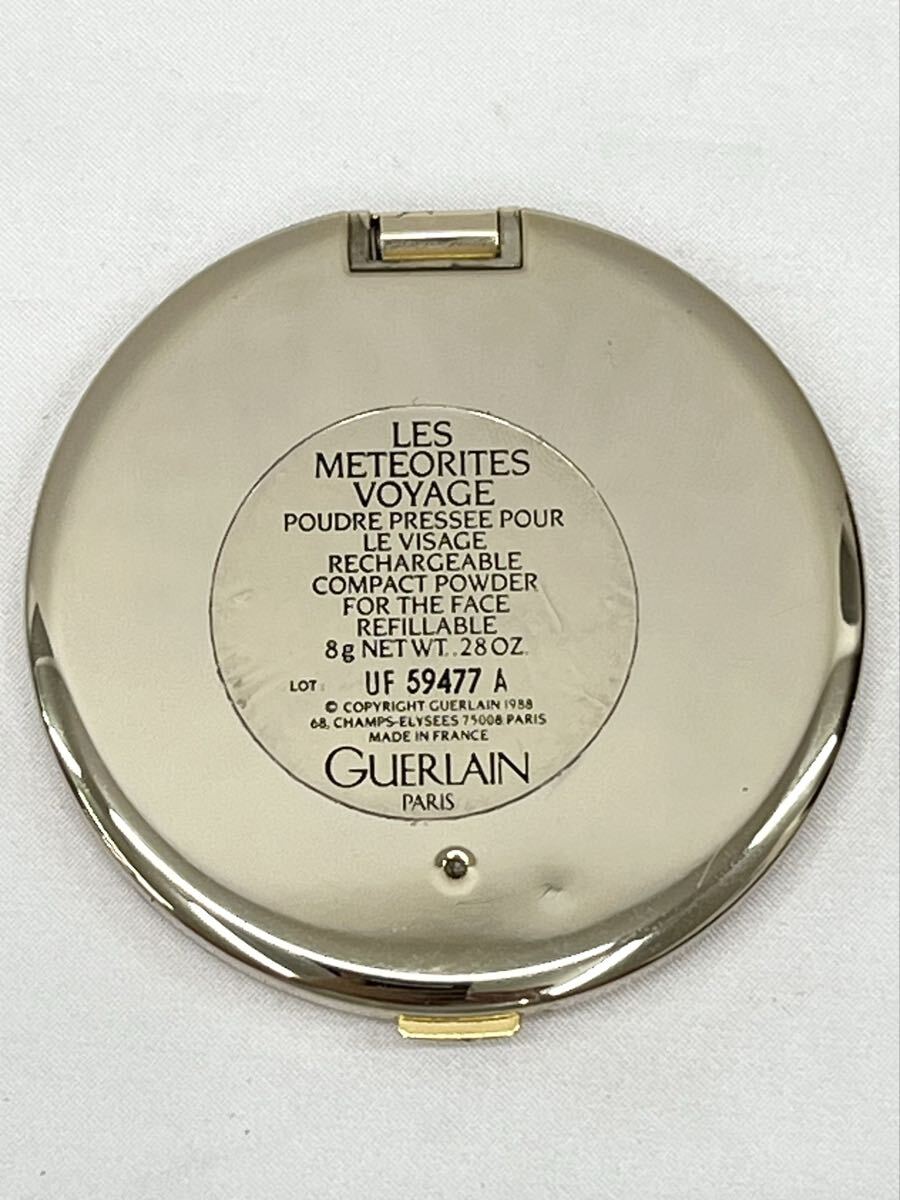 LES
METEORITES
VOYAGE
POUDRE PRESSEE POUR
LE VISAGE
RECHARGEABLE
COMPACT POWDER
FOR THE FACE
REFILLABLE
8g NET WT. .28 OZ.
LOT: UF 59477 A
© COPYRIGHT GUERLAIN 1988
68, CHAMPS-ELYSEES 75008 PARIS
MADE IN FRANCE
GUERLAIN
PARIS